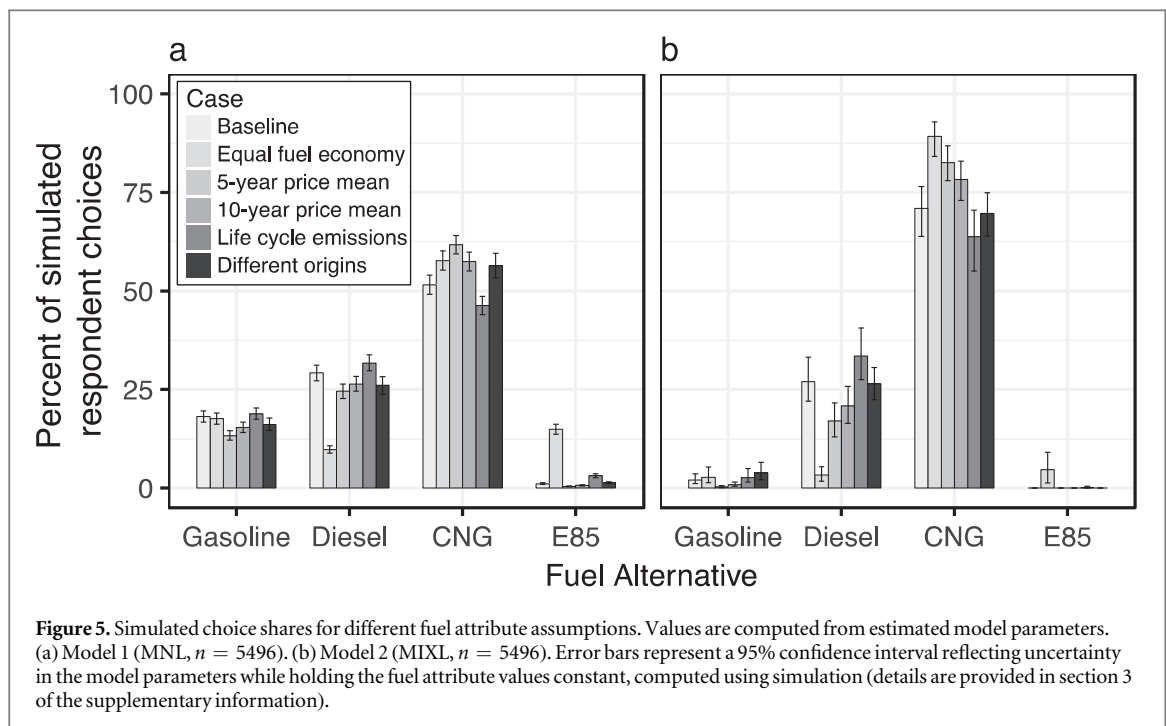 a
b
Percent of simulated
respondent choices
100
75
50
25
0
Case
Baseline
Equal fuel economy
5-year price mean
10-year price mean
Life cycle emissions
Different origins
Gasoline Diesel CNG E85
Gasoline Diesel CNG E85
Fuel Alternative
Figure 5. Simulated choice shares for different fuel attribute assumptions. Values are computed from estimated model parameters.
(a) Model 1 (MNL, n = 5496). (b) Model 2 (MIXL, n = 5496). Error bars represent a 95% confidence interval reflecting uncertainty
in the model parameters while holding the fuel attribute values constant, computed using simulation (details are provided in section 3
of the supplementary information).